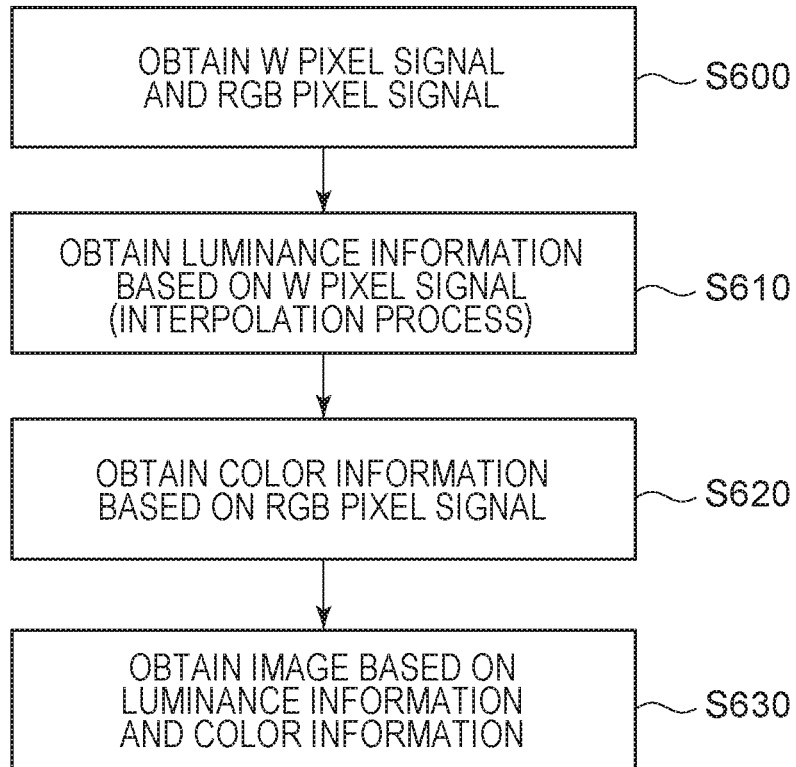 OBTAIN W PIXEL SIGNAL
AND RGB PIXEL SIGNAL
S600
OBTAIN LUMINANCE INFORMATION
BASED ON W PIXEL SIGNAL
(INTERPOLATION PROCESS)
S610
OBTAIN COLOR INFORMATION
BASED ON RGB PIXEL SIGNAL
S620
OBTAIN IMAGE BASED ON
LUMINANCE INFORMATION
AND COLOR INFORMATION
S630